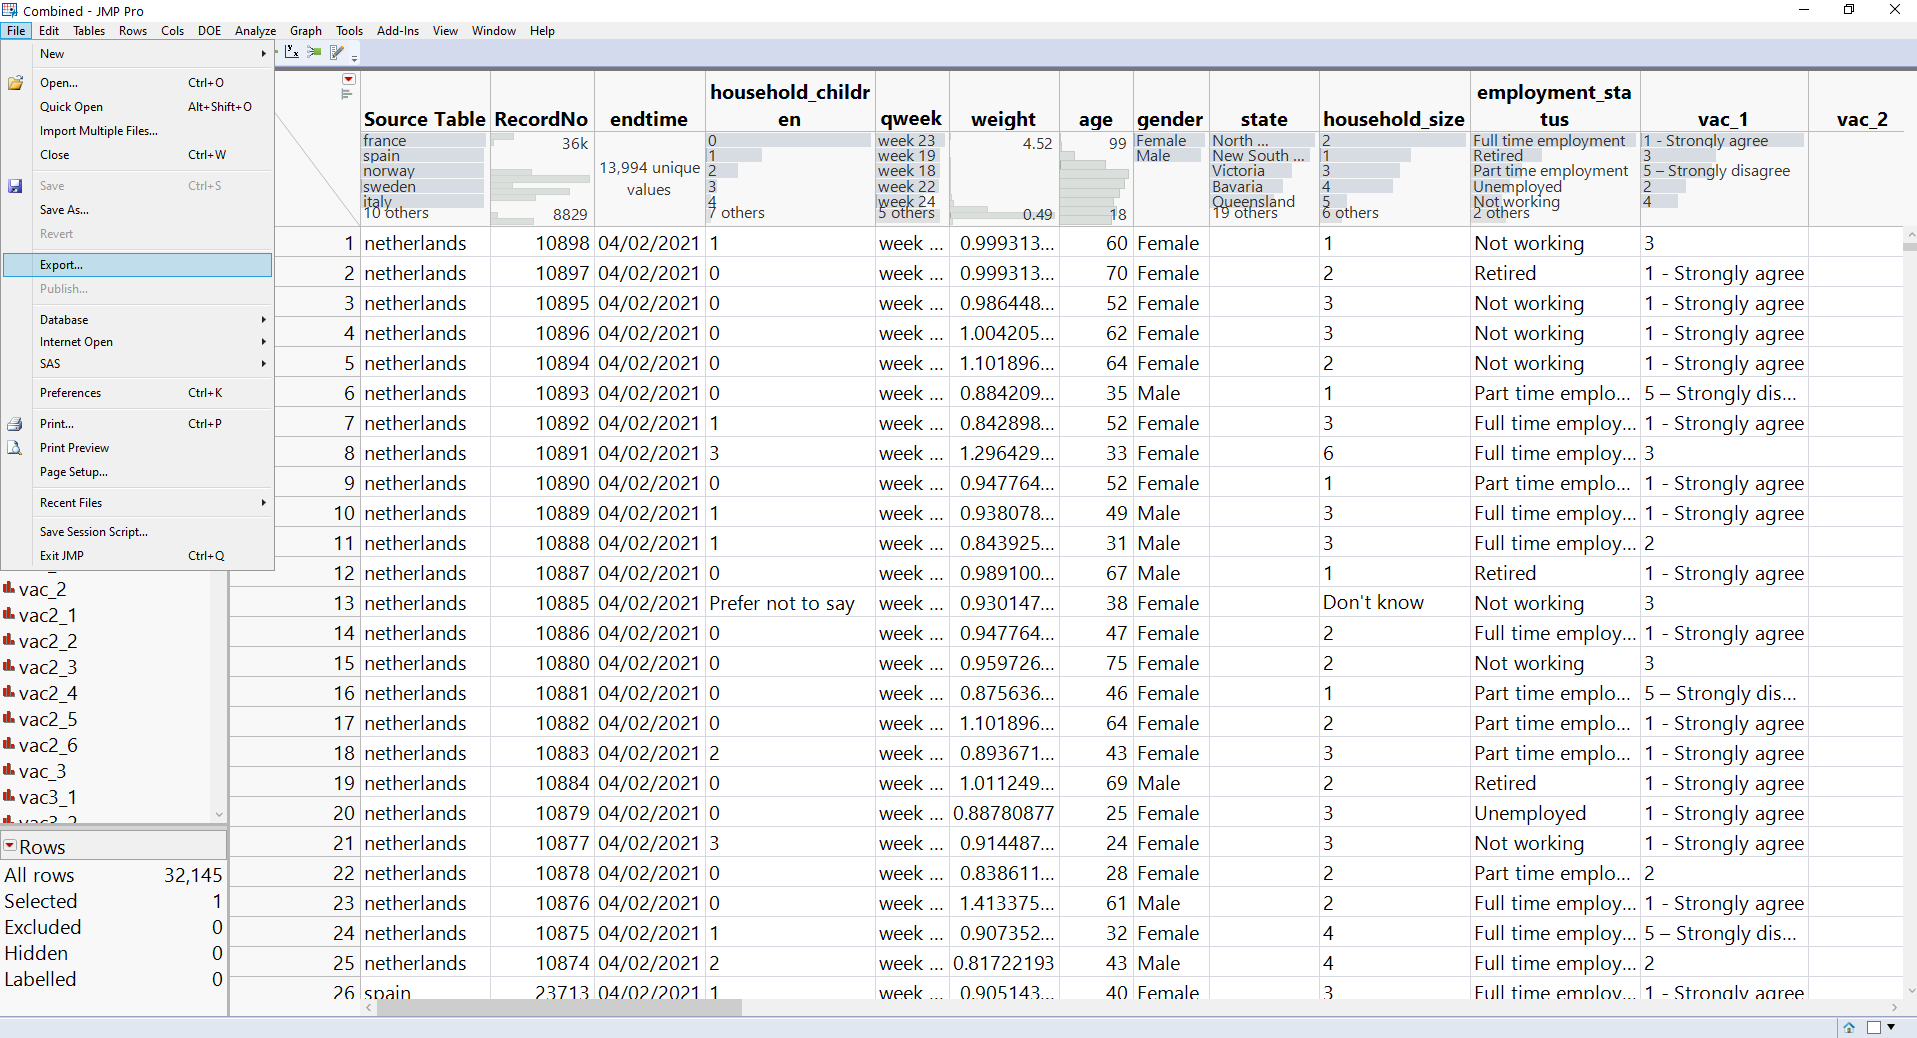 Combined - JMP Pro
File Edit Tables Rows Cols DOE Analyze Graph Tools Add-Ins View Window Help
New
Open... Ctrl+O
Quick Open Alt+Shift+O
Import Multiple Files...
Close Ctrl+W
Save Ctrl+S
Save As...
Revert
Export...
Publish...
Database
Internet Open
SAS
Preferences Ctrl+K
Print... Ctrl+P
Print Preview
Page Setup...
Recent Files
Save Session Script...
Exit JMP Ctrl+Q
vac_2
vac2_1
vac2_2
vac2_3
vac2_4
vac2_5
vac2_6
vac_3
vac3_1
vac3_2
Rows
All rows 32,145
Selected 1
Excluded 0
Hidden 0
Labelled 0
household_childr employment_sta
Source Table RecordNo endtime en qweek weight age gender state household_size tus vac_1 vac_2
france 36k 0 week 23 4.52 99 Female North ... 2 Full time employment 1 - Strongly agree
spain 13,994 unique 1 week 19 Male New South ... 1 Retired 3
norway values 2 week 18 Victoria 3 Part time employment 5 – Strongly disagree
sweden 3 week 22 Bavaria 4 Unemployed 2
italy 4 week 24 Queensland 5 Not working 4
10 others 8829 7 others 5 others 0.49 18 19 others 6 others 2 others
1 netherlands 10898 04/02/2021 1 week ... 0.999313... 60 Female 1 Not working 3
2 netherlands 10897 04/02/2021 0 week ... 0.999313... 70 Female 2 Retired 1 - Strongly agree
3 netherlands 10895 04/02/2021 0 week ... 0.986448... 52 Female 3 Not working 1 - Strongly agree
4 netherlands 10896 04/02/2021 0 week ... 1.004205... 62 Female 3 Not working 1 - Strongly agree
5 netherlands 10894 04/02/2021 0 week ... 1.101896... 64 Female 2 Not working 1 - Strongly agree
6 netherlands 10893 04/02/2021 0 week ... 0.884209... 35 Male 1 Part time emplo... 5 – Strongly dis...
7 netherlands 10892 04/02/2021 1 week ... 0.842898... 52 Female 3 Full time employ... 1 - Strongly agree
8 netherlands 10891 04/02/2021 3 week ... 1.296429... 33 Female 6 Full time employ... 3
9 netherlands 10890 04/02/2021 0 week ... 0.947764... 52 Female 1 Part time emplo... 1 - Strongly agree
10 netherlands 10889 04/02/2021 1 week ... 0.938078... 49 Male 3 Full time employ... 1 - Strongly agree
11 netherlands 10888 04/02/2021 1 week ... 0.843925... 31 Male 3 Full time employ... 2
12 netherlands 10887 04/02/2021 0 week ... 0.989100... 67 Male 1 Retired 1 - Strongly agree
13 netherlands 10885 04/02/2021 Prefer not to say week ... 0.930147... 38 Female Don't know Not working 3
14 netherlands 10886 04/02/2021 0 week ... 0.947764... 47 Female 2 Full time employ... 1 - Strongly agree
15 netherlands 10880 04/02/2021 0 week ... 0.959726... 75 Female 2 Not working 3
16 netherlands 10881 04/02/2021 0 week ... 0.875636... 46 Female 1 Part time emplo... 5 – Strongly dis...
17 netherlands 10882 04/02/2021 0 week ... 1.101896... 64 Female 2 Part time emplo... 1 - Strongly agree
18 netherlands 10883 04/02/2021 2 week ... 0.893671... 43 Female 3 Part time emplo... 1 - Strongly agree
19 netherlands 10884 04/02/2021 0 week ... 1.011249... 69 Male 2 Retired 1 - Strongly agree
20 netherlands 10879 04/02/2021 0 week ... 0.88780877 25 Female 3 Unemployed 1 - Strongly agree
21 netherlands 10877 04/02/2021 3 week ... 0.914487... 24 Female 3 Not working 1 - Strongly agree
22 netherlands 10878 04/02/2021 0 week ... 0.838611... 28 Female 2 Part time emplo... 2
23 netherlands 10876 04/02/2021 0 week ... 1.413375... 61 Male 2 Full time employ... 1 - Strongly agree
24 netherlands 10875 04/02/2021 1 week ... 0.907352... 32 Female 4 Full time employ... 5 – Strongly dis...
25 netherlands 10874 04/02/2021 2 week ... 0.81722193 43 Male 4 Full time employ... 2
26 spain 23713 04/02/2021 1 week ... 0.905143... 40 Female 3 Full time employ... 1 - Strongly agree